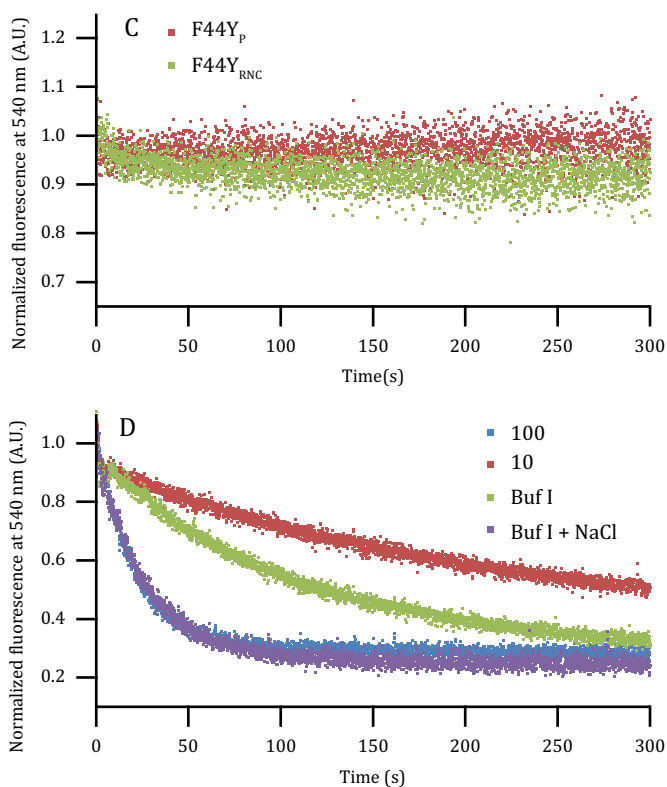 C
F44Y_P
F44Y_RNC
Normalized fluorescence at 540 nm (A.U.)
1.2
1.1
1.0
0.9
0.8
0.7
0 50 100 150 200 250 300
Time(s)
D
100
10
Buf I
Buf I + NaCl
Normalized fluorescence at 540 nm (A.U.)
1.0
0.8
0.6
0.4
0.2
0 50 100 150 200 250 300
Time (s)